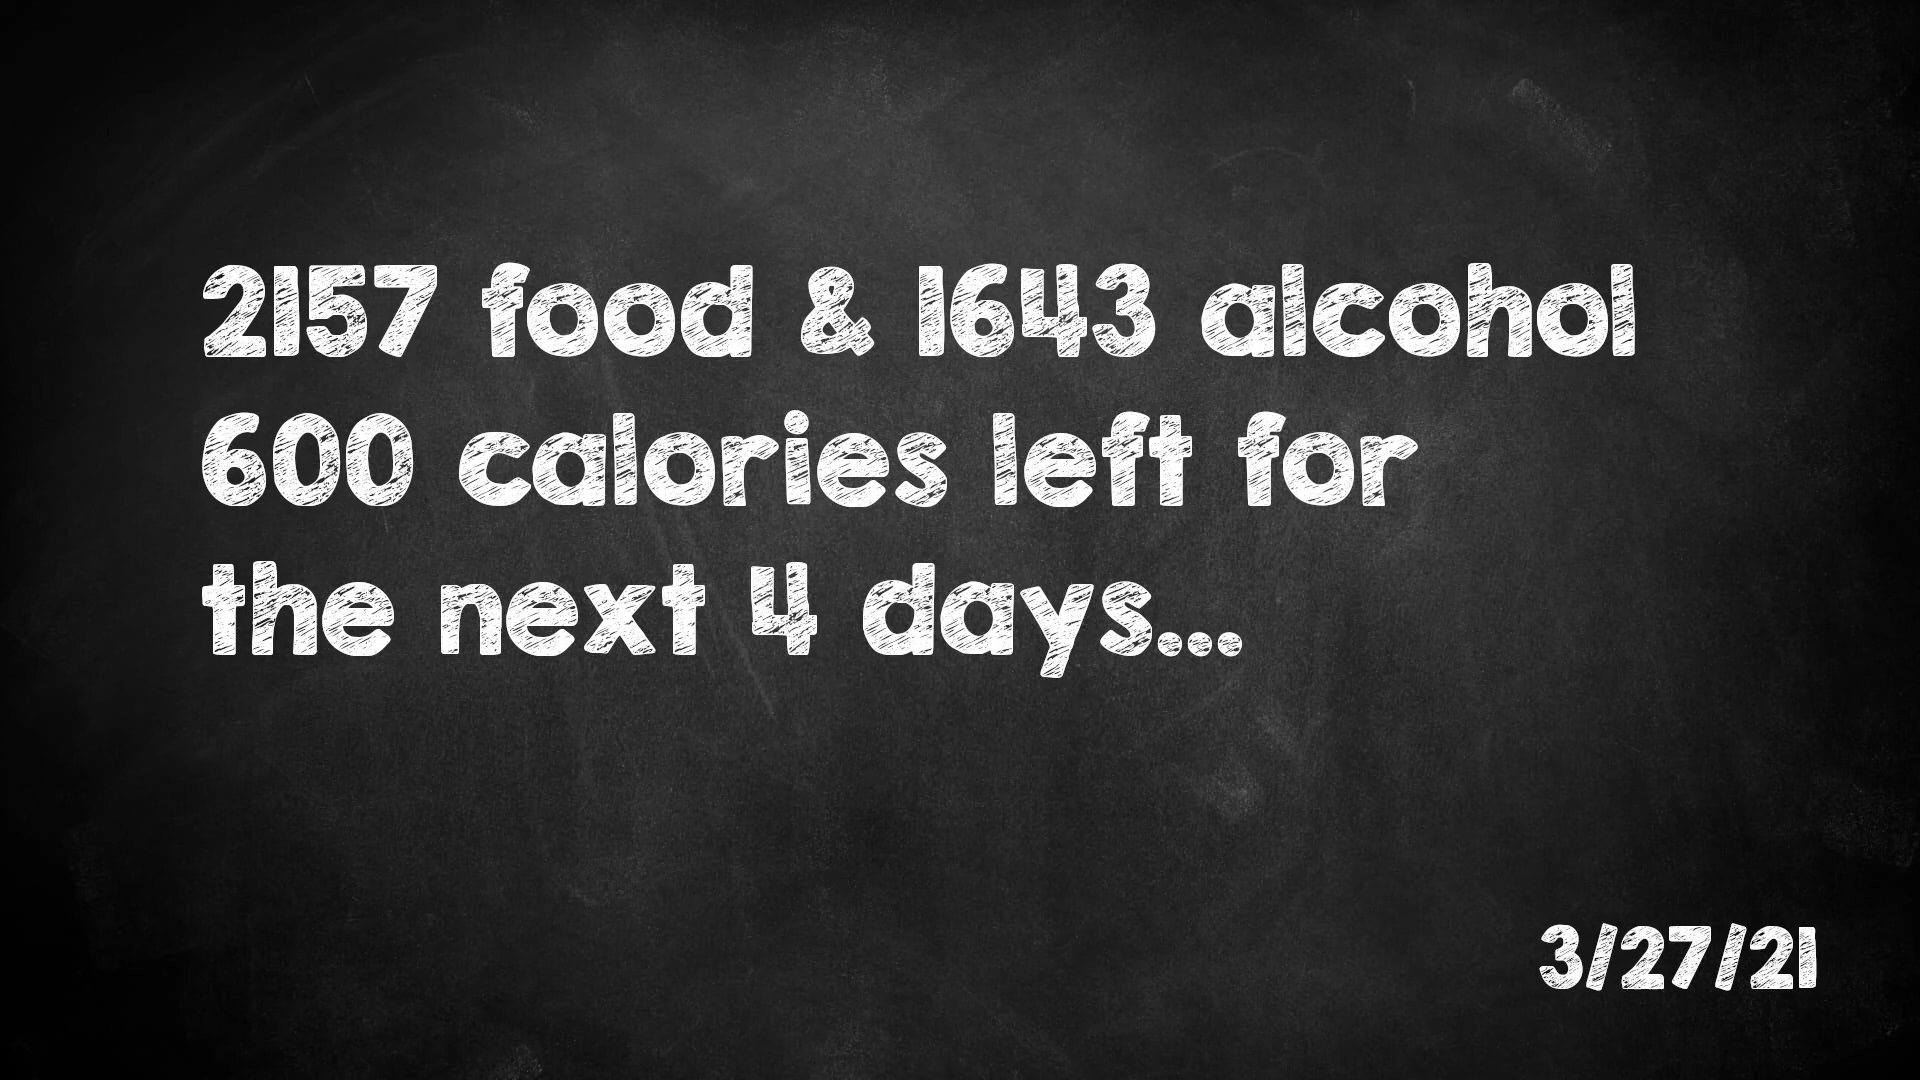 2157 food & 1643 alcohol
600 calories left for
the next 4 days...
3/27/21